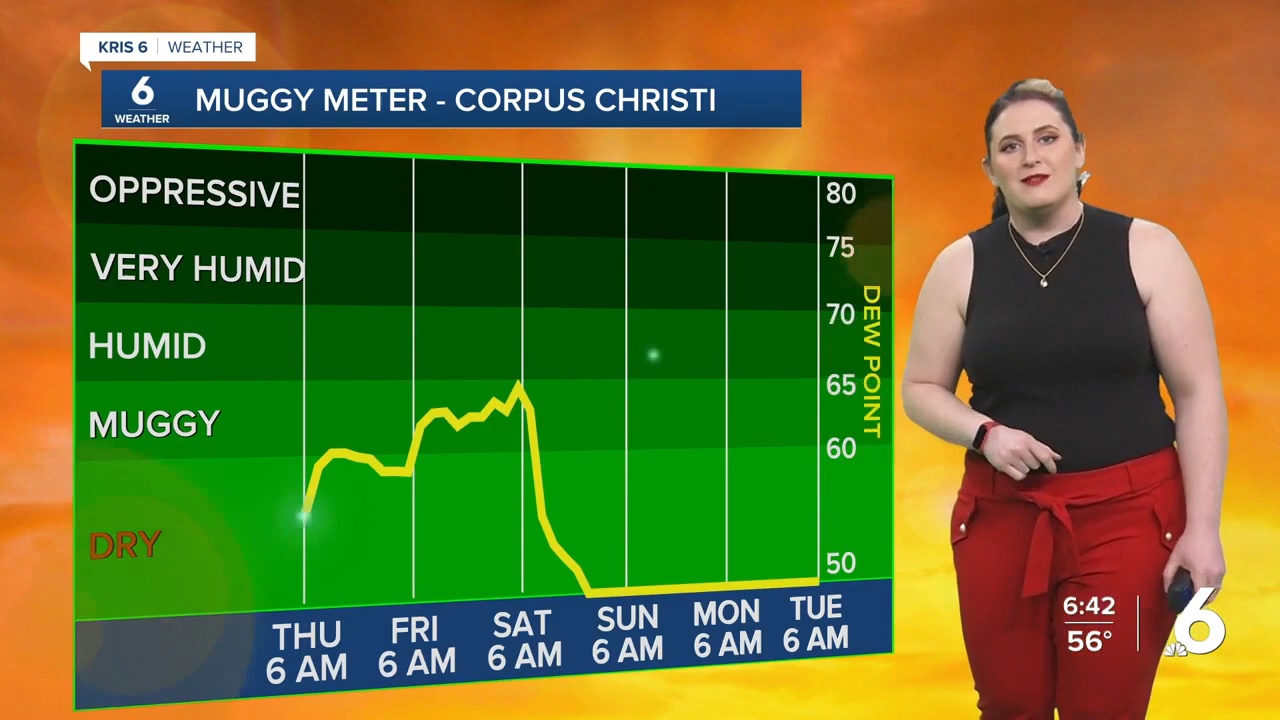 KRIS 6 | WEATHER
6
WEATHER
MUGGY METER - CORPUS CHRISTI
OPPRESSIVE
VERY HUMID
HUMID
MUGGY
DRY
80
75
70
65
60
50
DEW POINT
THU
6 AM
FRI
6 AM
SAT
6 AM
SUN
6 AM
MON
6 AM
TUE
6 AM
6:42
56°
6